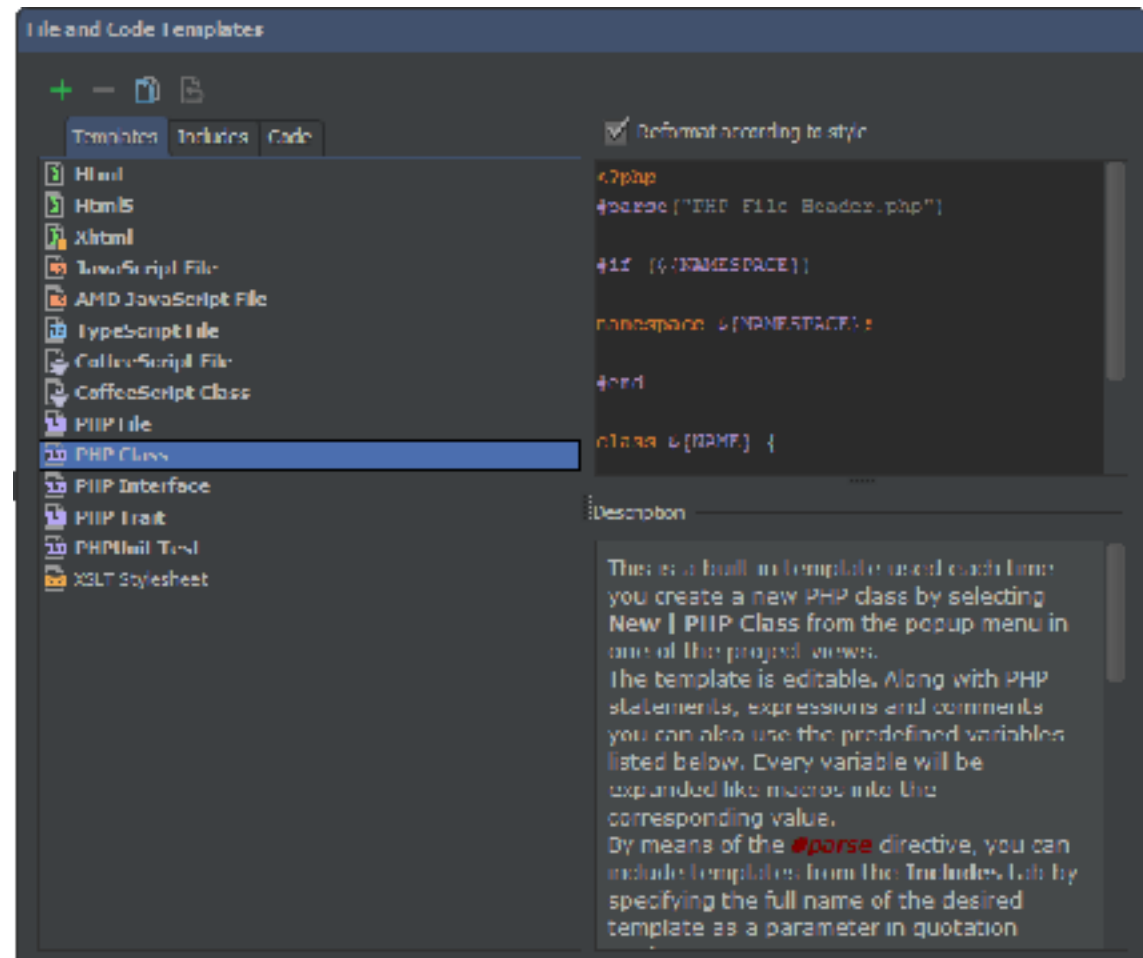 File and Code Templates
Templates Includes Code
Reformat according to style
Html
Html5
Xhtml
JavaScript File
AMD JavaScript File
TypeScript File
CoffeeScript File
CoffeeScript Class
PHP File
PHP Class
PHP Interface
PHP Trait
PHPUnit Test
XSLT Stylesheet
<?php
#parse("PHP File Header.php")
#if (${NAMESPACE})
namespace ${NAMESPACE};
#end
class ${NAME} {
Description
This is a built-in template used each time
you create a new PHP class by selecting
New | PHP Class from the popup menu in
one of the project views.
The template is editable. Along with PHP
statements, expressions and comments
you can also use the predefined variables
listed below. Every variable will be
expanded like macros into the
corresponding value.
By means of the #parse directive, you can
include templates from the Includes tab by
specifying the full name of the desired
template as a parameter in quotation